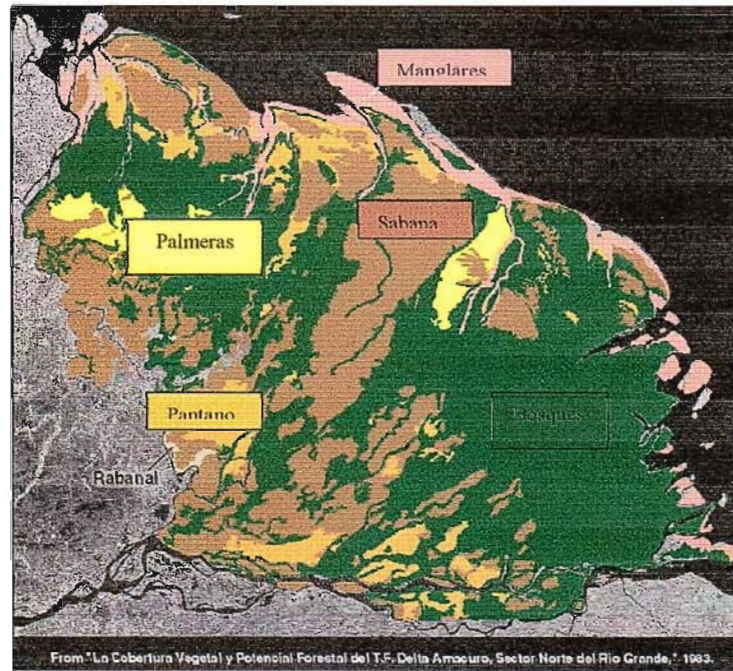 Manglares
Sabana
Palmeras
Pantano
Bosques
Rabanal
From "La Cobertura Vegetal y Potencial Forestal del T.F. Delta Amacuro, Sector Norte del Rio Grande," 1983.